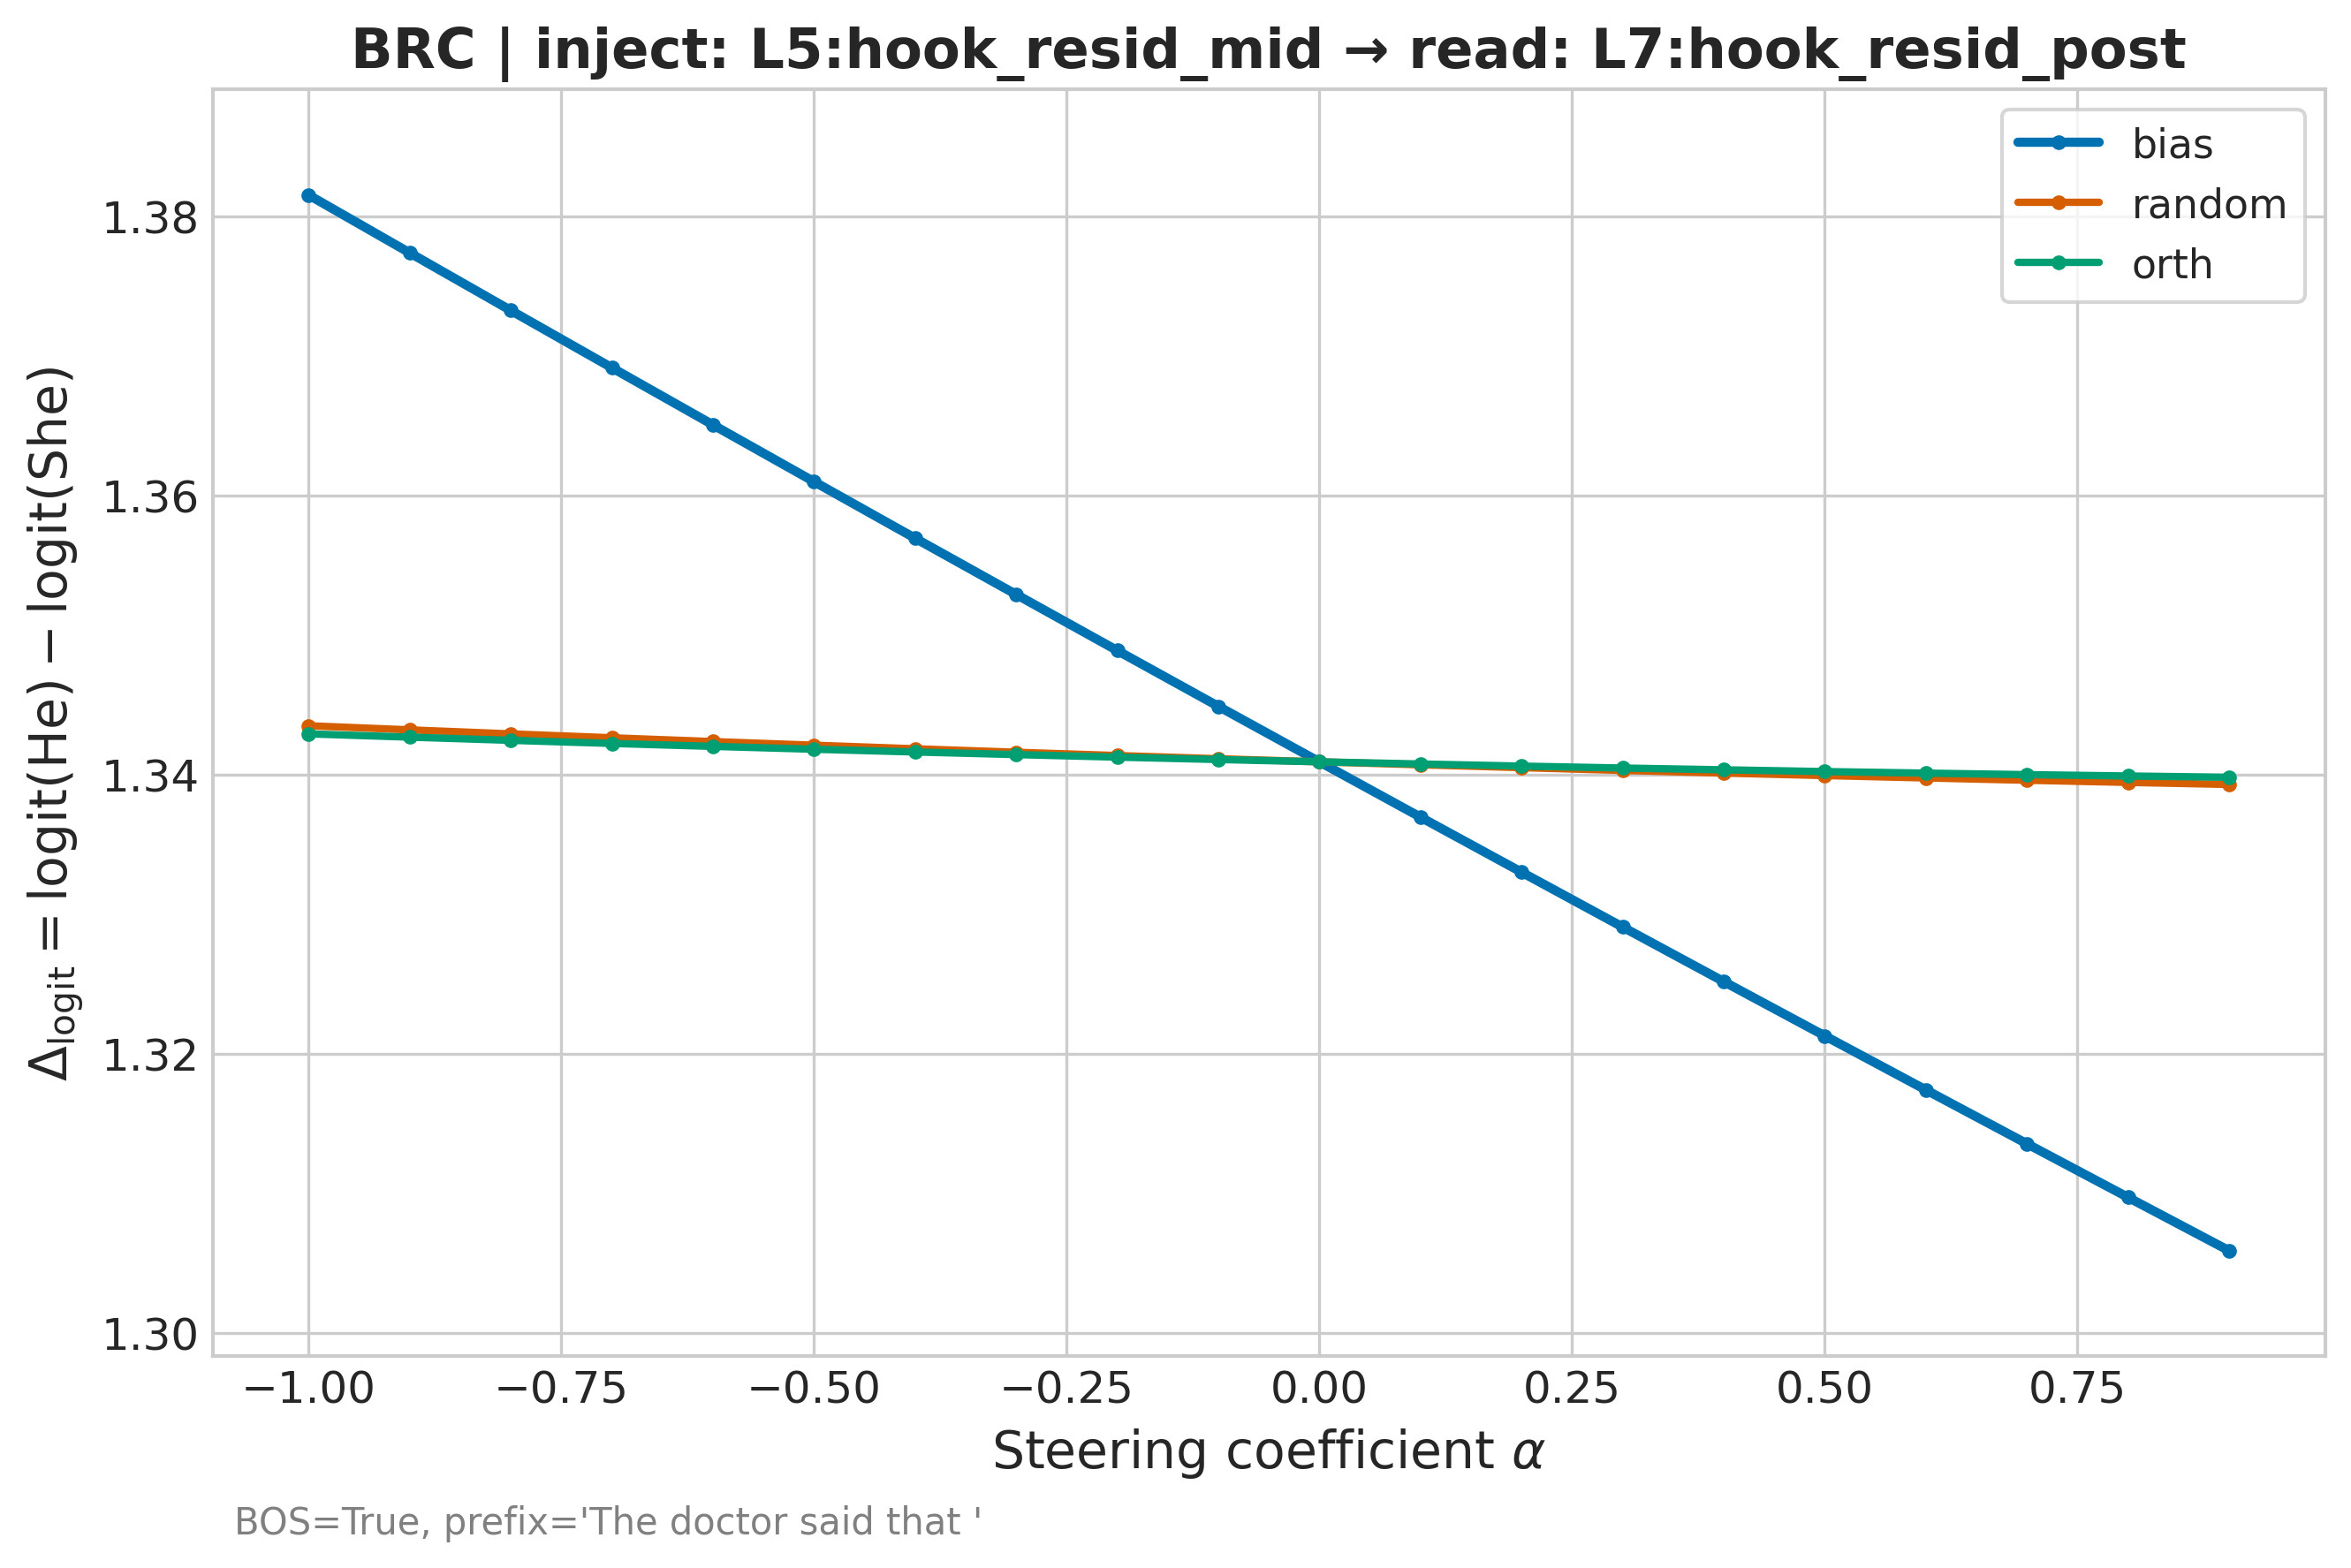 BRC | inject: L5:hook_resid_mid → read: L7:hook_resid_post
bias
random
orth
Δlogit = logit(He) − logit(She)
1.38
1.36
1.34
1.32
1.30
−1.00 −0.75 −0.50 −0.25 0.00 0.25 0.50 0.75
Steering coefficient α
BOS=True, prefix='The doctor said that '